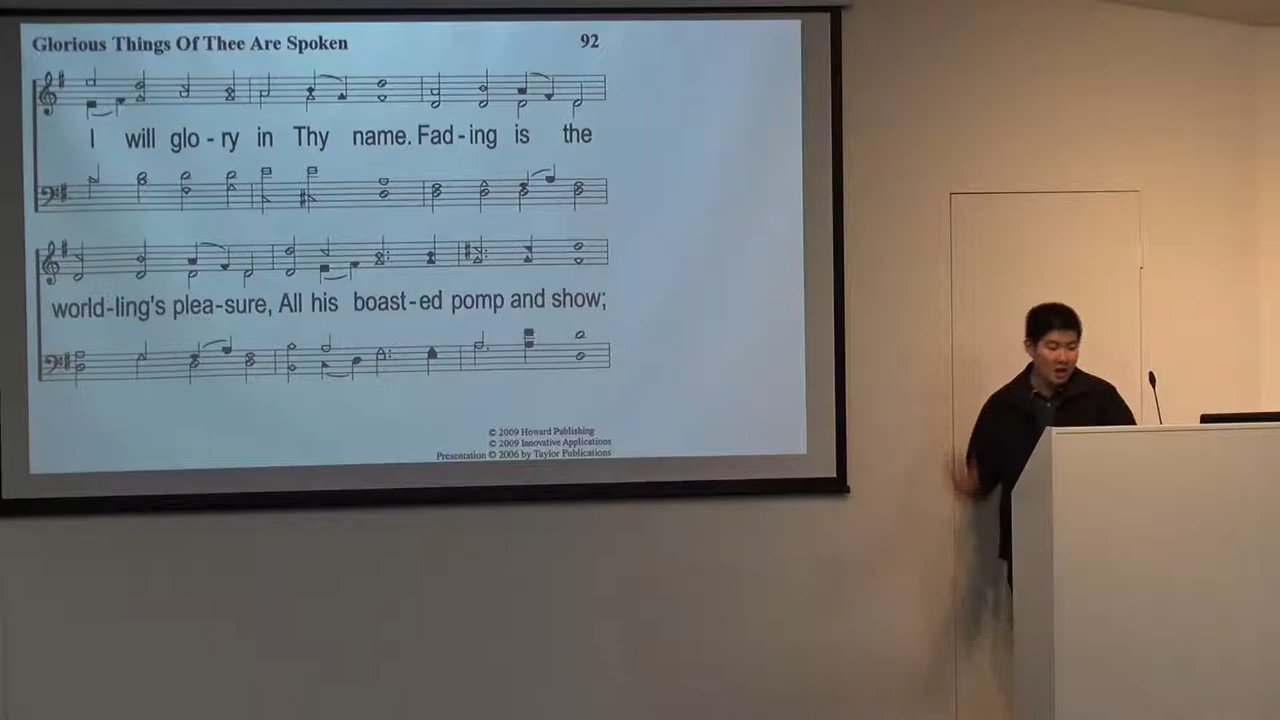 Glorious Things Of Thee Are Spoken 92
I will glo - ry in Thy name. Fad - ing is the
world-ling's plea-sure, All his boast-ed pomp and show;
© 2009 Howard Publishing
© 2009 Innovative Applications
Presentation © 2006 by Taylor Publications